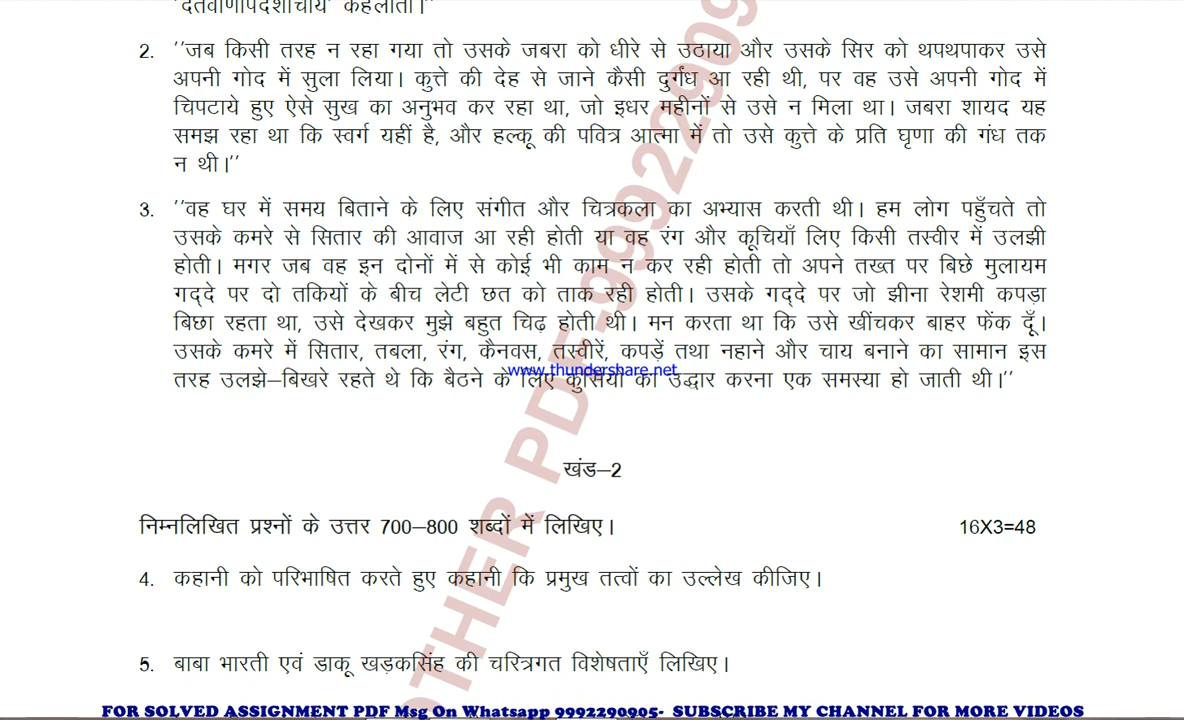 'दंतवाणोपदेशाचार्य' कहलाता।''
2. ''जब किसी तरह न रहा गया तो उसके जबरा को धीरे से उठाया और उसके सिर को थपथपाकर उसे
अपनी गोद में सुला लिया। कुत्ते की देह से जाने कैसी दुर्गंध आ रही थी, पर वह उसे अपनी गोद में
चिपटाये हुए ऐसे सुख का अनुभव कर रहा था, जो इधर महीनों से उसे न मिला था। जबरा शायद यह
समझ रहा था कि स्वर्ग यहीं है, और हल्कू की पवित्र आत्मा में तो उसे कुत्ते के प्रति घृणा की गंध तक
न थी।''
3. ''वह घर में समय बिताने के लिए संगीत और चित्रकला का अभ्यास करती थी। हम लोग पहुँचते तो
उसके कमरे से सितार की आवाज आ रही होती या वह रंग और कूचियाँ लिए किसी तस्वीर में उलझी
होती। मगर जब वह इन दोनों में से कोई भी काम न कर रही होती तो अपने तख्त पर बिछे मुलायम
गद्दे पर दो तकियों के बीच लेटी छत को ताक रही होती। उसके गद्दे पर जो झीना रेशमी कपड़ा
बिछा रहता था, उसे देखकर मुझे बहुत चिढ़ होती थी। मन करता था कि उसे खींचकर बाहर फेंक दूँ।
उसके कमरे में सितार, तबला, रंग, कैनवस, तस्वीरें, कपड़ें तथा नहाने और चाय बनाने का सामान इस
तरह उलझे–बिखरे रहते थे कि बैठने के लिए कुर्सियों का उद्धार करना एक समस्या हो जाती थी।''
www.thundershare.net
खंड–2
निम्नलिखित प्रश्नों के उत्तर 700–800 शब्दों में लिखिए। 16X3=48
4. कहानी को परिभाषित करते हुए कहानी कि प्रमुख तत्वों का उल्लेख कीजिए।
5. बाबा भारती एवं डाकू खड़कसिंह की चरित्रगत विशेषताएँ लिखिए।
OTHER PDF-9992290
FOR SOLVED ASSIGNMENT PDF Msg On Whatsapp 9992290905- SUBSCRIBE MY CHANNEL FOR MORE VIDEOS